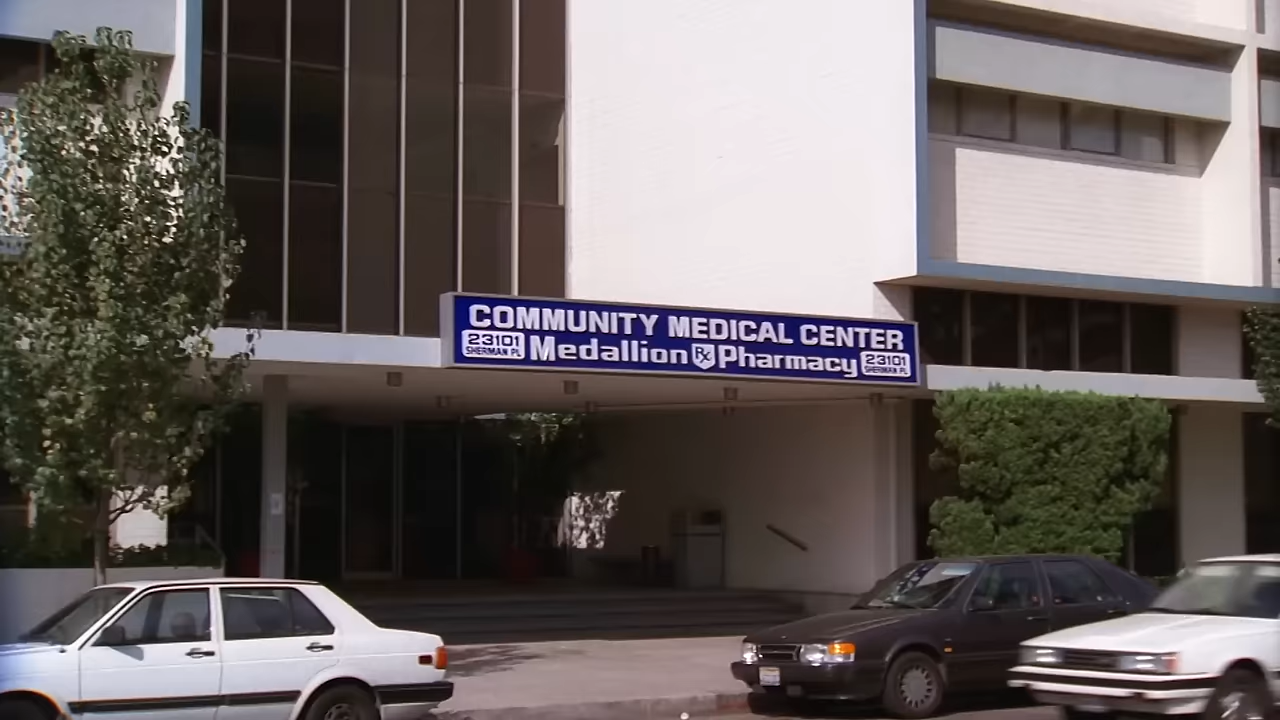 COMMUNITY MEDICAL CENTER
23101 SHERMAN PL Medallion Rx Pharmacy 23101 SHERMAN PL